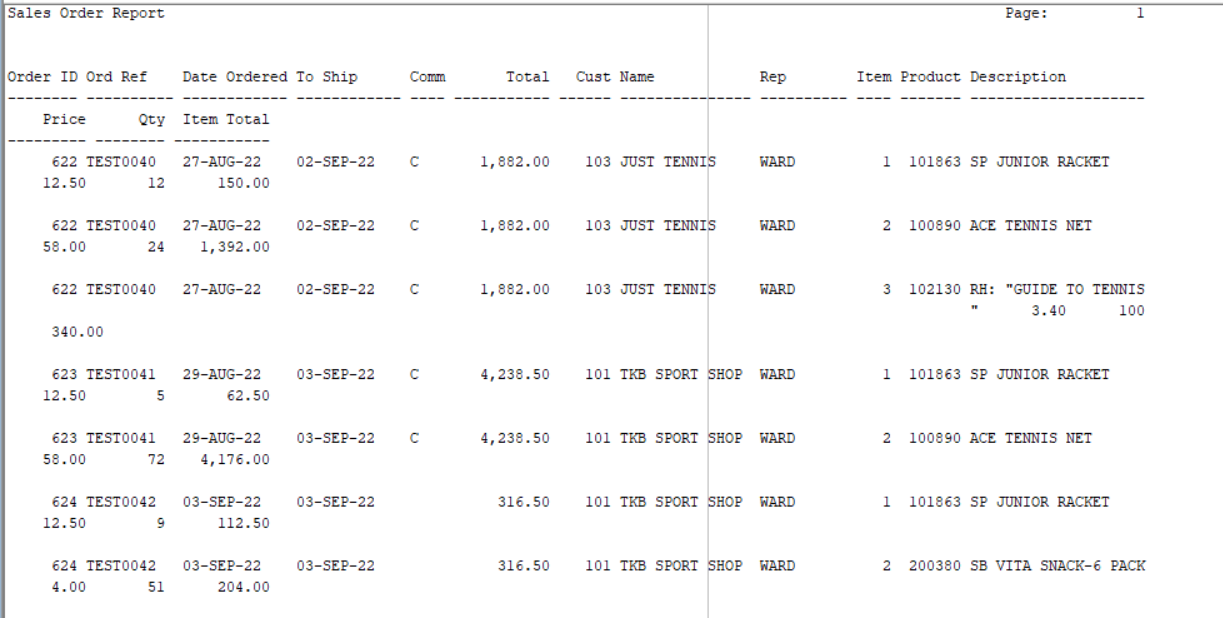 Sales Order Report Page: 1
Order ID Ord Ref Date Ordered To Ship Comm Total Cust Name Rep Item Product Description
-------- ---------- ------------ ------------ ---- ----------- ------ --------------- ---------- ---- ------- --------------------
Price Qty Item Total
--------- -------- -----------
622 TEST0040 27-AUG-22 02-SEP-22 C 1,882.00 103 JUST TENNIS WARD 1 101863 SP JUNIOR RACKET
12.50 12 150.00
622 TEST0040 27-AUG-22 02-SEP-22 C 1,882.00 103 JUST TENNIS WARD 2 100890 ACE TENNIS NET
58.00 24 1,392.00
622 TEST0040 27-AUG-22 02-SEP-22 C 1,882.00 103 JUST TENNIS WARD 3 102130 RH: "GUIDE TO TENNIS
" 3.40 100
340.00
623 TEST0041 29-AUG-22 03-SEP-22 C 4,238.50 101 TKB SPORT SHOP WARD 1 101863 SP JUNIOR RACKET
12.50 5 62.50
623 TEST0041 29-AUG-22 03-SEP-22 C 4,238.50 101 TKB SPORT SHOP WARD 2 100890 ACE TENNIS NET
58.00 72 4,176.00
624 TEST0042 03-SEP-22 03-SEP-22 316.50 101 TKB SPORT SHOP WARD 1 101863 SP JUNIOR RACKET
12.50 9 112.50
624 TEST0042 03-SEP-22 03-SEP-22 316.50 101 TKB SPORT SHOP WARD 2 200380 SB VITA SNACK-6 PACK
4.00 51 204.00